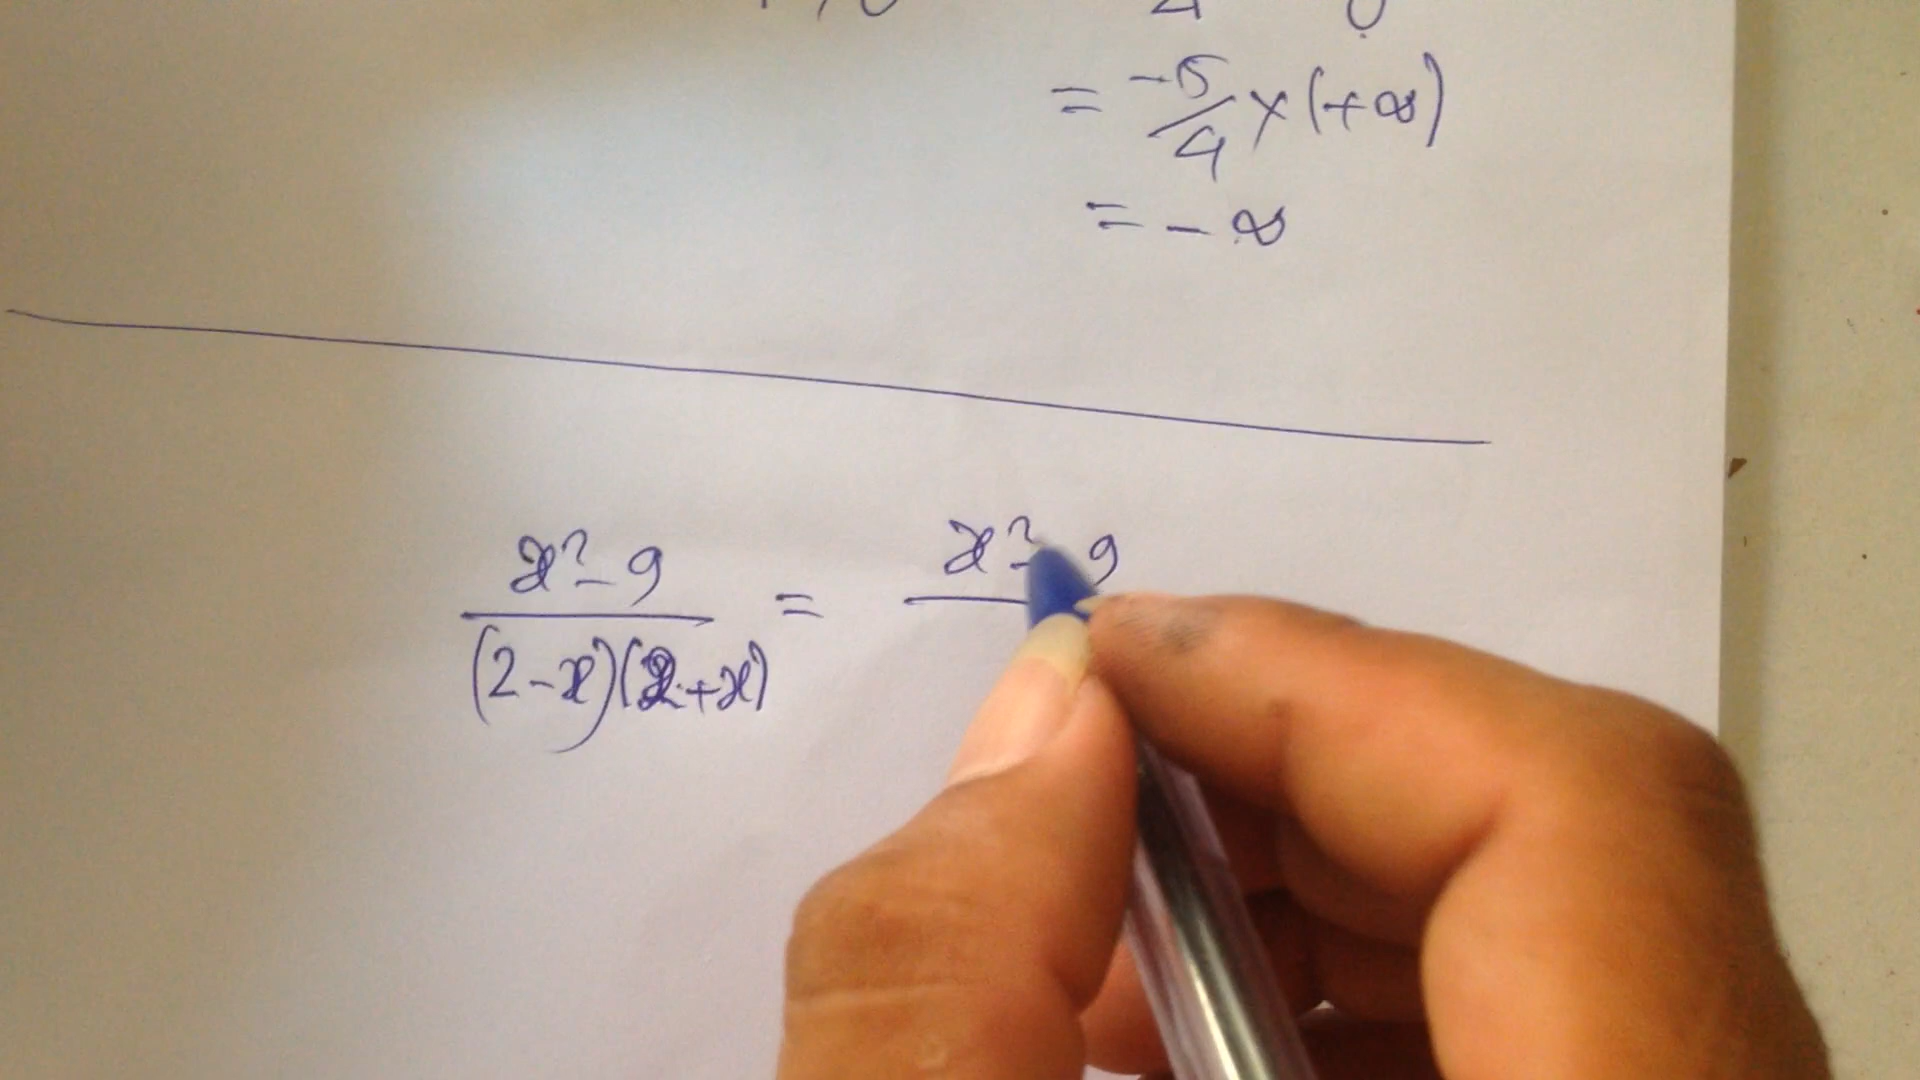 = -5/4 × (+∞)
= - ∞
x² - 9 / (2-x)(2+x) = x² - 9